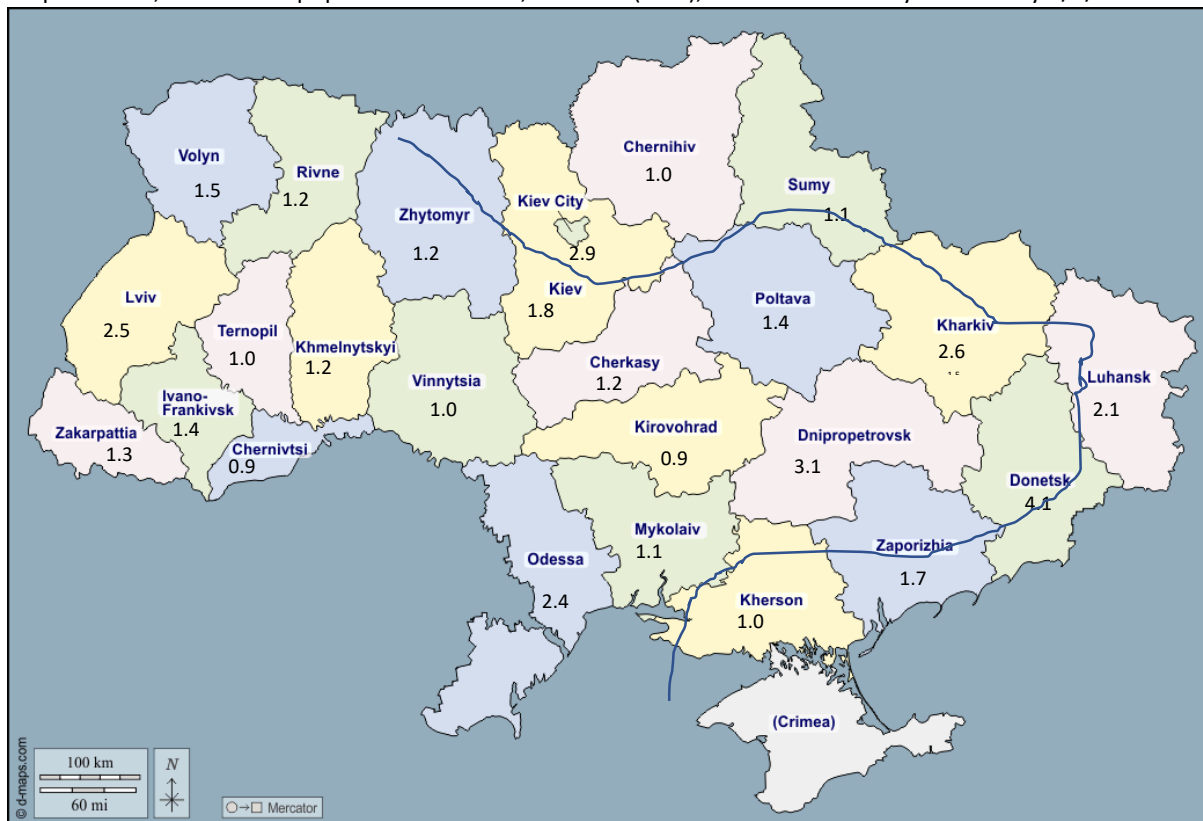 Chernihiv
1.0
Volyn
1.5
Rivne
1.2
Sumy
1.1
Kiev City
2.9
Zhytomyr
1.2
Kiev
1.8
Lviv
2.5
Poltava
1.4
Ternopil
1.0
Khmelnytskyi
1.2
Kharkiv
2.6
Cherkasy
1.2
Luhansk
2.1
Vinnytsia
1.0
Ivano-
Frankivsk
1.4
Zakarpattia
1.3
Chernivtsi
0.9
Kirovohrad
0.9
Dnipropetrovsk
3.1
Donetsk
4.1
Mykolaiv
1.1
Zaporizhia
1.7
Odessa
2.4
Kherson
1.0
(Crimea)
100 km
60 mi
N
Mercator
© d-maps.com